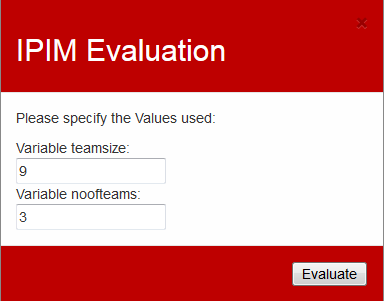 ×
IPIM Evaluation
Please specify the Values used:
Variable teamsize:
9
Variable noofteams:
3
Evaluate